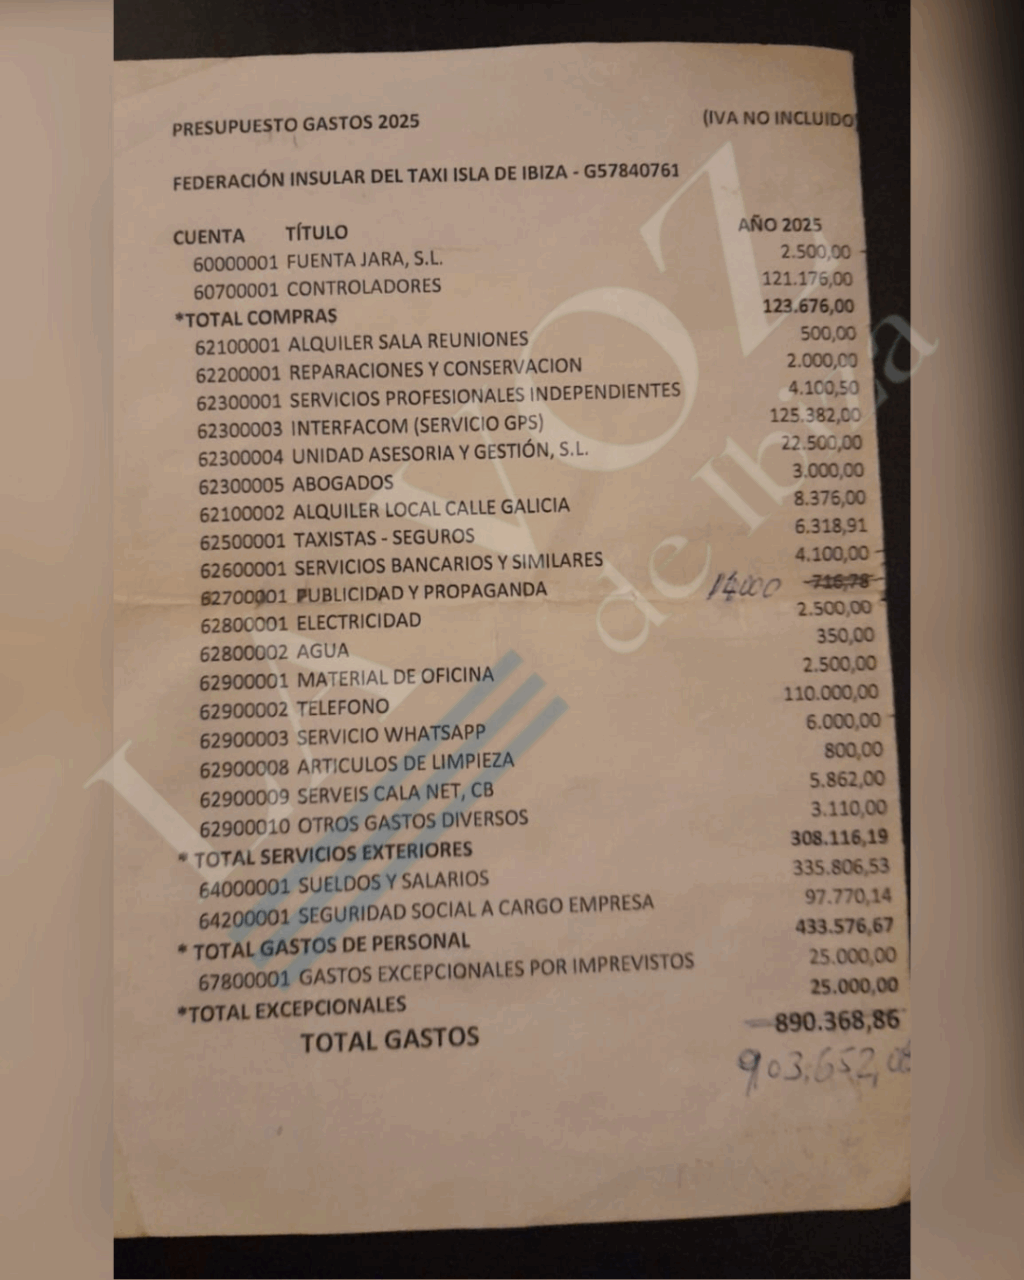 PRESUPUESTO GASTOS 2025 (IVA NO INCLUIDO)
FEDERACIÓN INSULAR DEL TAXI ISLA DE IBIZA - G57840761
CUENTA TÍTULO AÑO 2025
60000001 FUENTA JARA, S.L. 2.500,00
60700001 CONTROLADORES 121.176,00
*TOTAL COMPRAS 123.676,00
62100001 ALQUILER SALA REUNIONES 500,00
62200001 REPARACIONES Y CONSERVACION 2.000,00
62300001 SERVICIOS PROFESIONALES INDEPENDIENTES 4.100,50
62300003 INTERFACOM (SERVICIO GPS) 125.382,00
62300004 UNIDAD ASESORIA Y GESTIÓN, S.L. 22.500,00
62300005 ABOGADOS 3.000,00
62100002 ALQUILER LOCAL CALLE GALICIA 8.376,00
62500001 TAXISTAS - SEGUROS 6.318,91
62600001 SERVICIOS BANCARIOS Y SIMILARES 4.100,00
62700001 PUBLICIDAD Y PROPAGANDA 14000 716,78
62800001 ELECTRICIDAD 2.500,00
62800002 AGUA 350,00
62900001 MATERIAL DE OFICINA 2.500,00
62900002 TELEFONO 110.000,00
62900003 SERVICIO WHATSAPP 6.000,00
62900008 ARTICULOS DE LIMPIEZA 800,00
62900009 SERVEIS CALA NET, CB 5.862,00
62900010 OTROS GASTOS DIVERSOS 3.110,00
* TOTAL SERVICIOS EXTERIORES 308.116,19
64000001 SUELDOS Y SALARIOS 335.806,53
64200001 SEGURIDAD SOCIAL A CARGO EMPRESA 97.770,14
* TOTAL GASTOS DE PERSONAL 433.576,67
67800001 GASTOS EXCEPCIONALES POR IMPREVISTOS 25.000,00
*TOTAL EXCEPCIONALES 25.000,00
TOTAL GASTOS 890.368,86
903.652,08
LA VOZ
de Ibiza